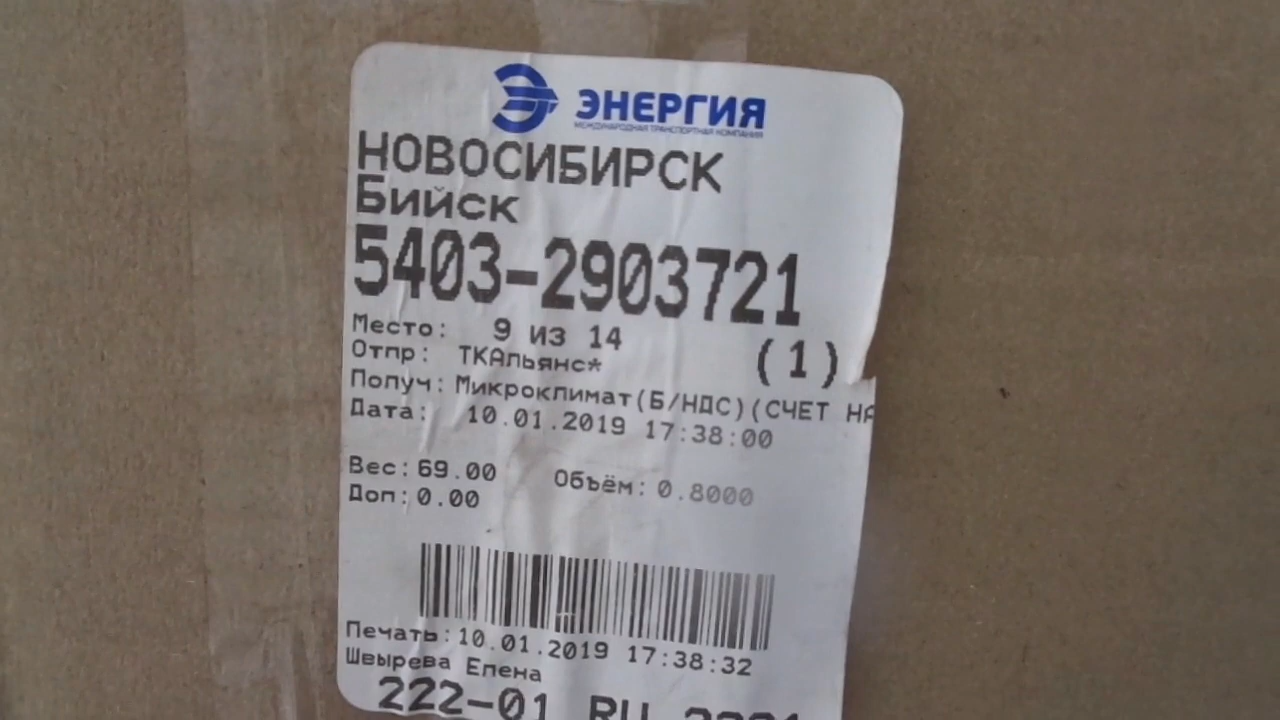 ЭНЕРГИЯ
МЕЖДУНАРОДНАЯ ТРАНСПОРТНАЯ КОМПАНИЯ
НОВОСИБИРСК
Бийск
5403-2903721
Место: 9 из 14
(1)
Отпр: ТКАльянс*
Получ: Микроклимат(Б/НДС)(СЧЕТ НА
Дата: 10.01.2019 17:38:00
Вес: 69.00 Объём: 0.8000
Доп: 0.00
Печать: 10.01.2019 17:38:32
Швырева Елена
222-01 RU